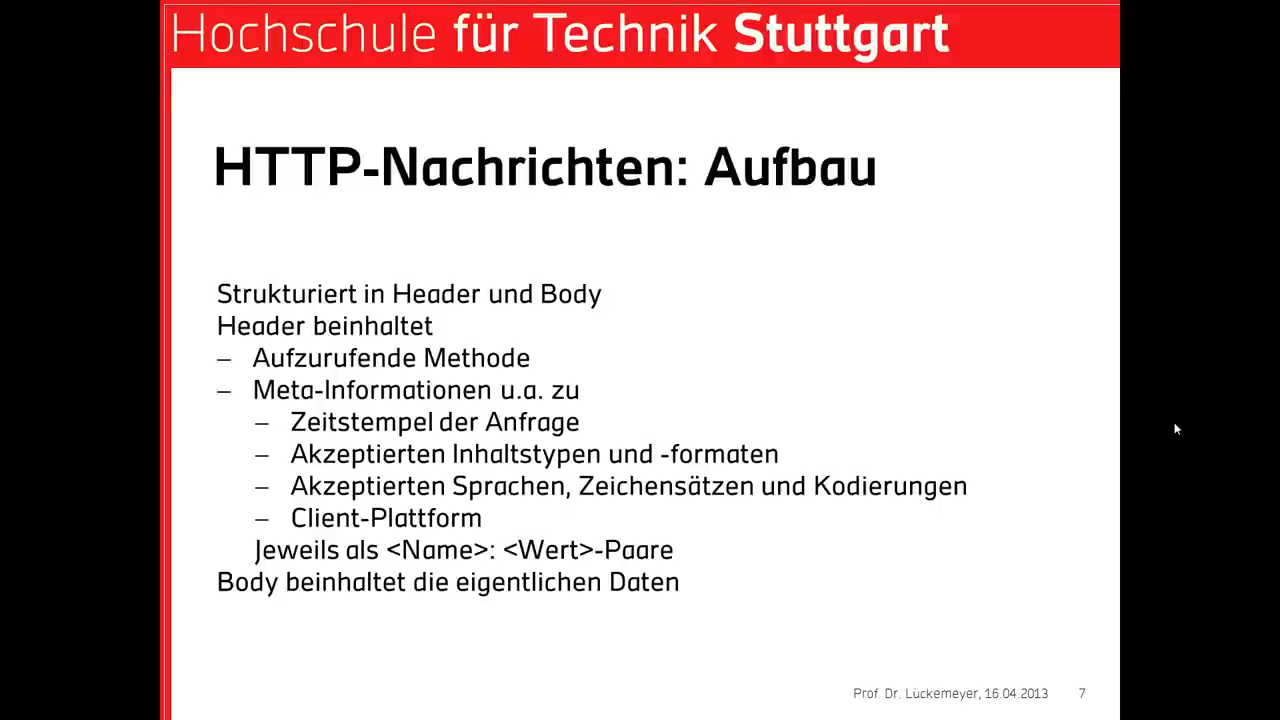 Hochschule für Technik Stuttgart
HTTP-Nachrichten: Aufbau
Strukturiert in Header und Body
Header beinhaltet
– Aufzurufende Methode
– Meta-Informationen u.a. zu
– Zeitstempel der Anfrage
– Akzeptierten Inhaltstypen und -formaten
– Akzeptierten Sprachen, Zeichensätzen und Kodierungen
– Client-Plattform
Jeweils als <Name>: <Wert>-Paare
Body beinhaltet die eigentlichen Daten
Prof. Dr. Lückemeyer, 16.04.2013 7